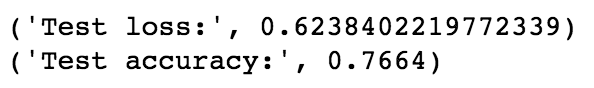 ('Test loss:', 0.6238402219772339)
('Test accuracy:', 0.7664)